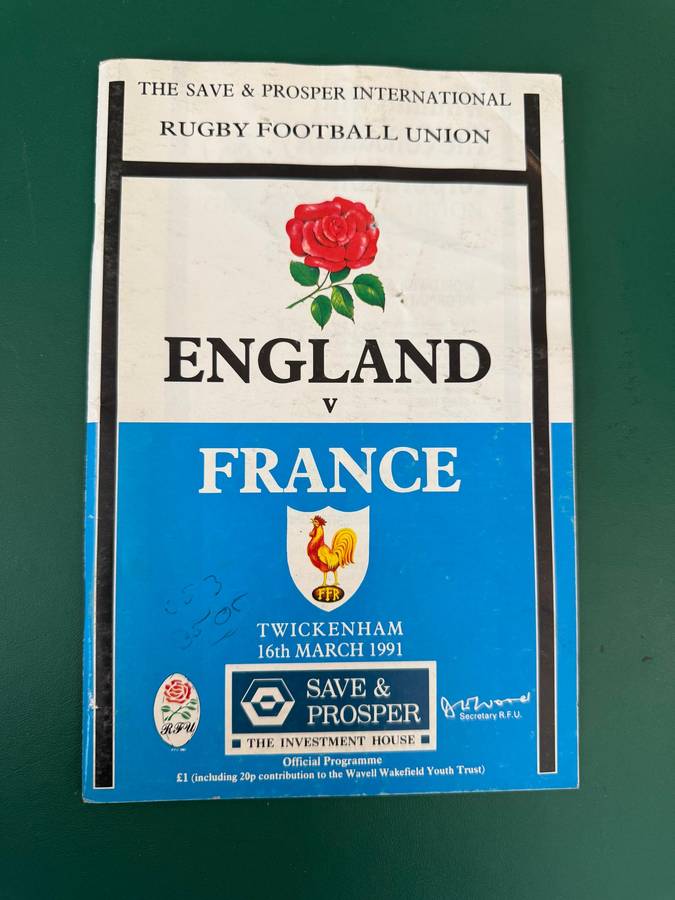 THE SAVE & PROSPER INTERNATIONAL
RUGBY FOOTBALL UNION
ENGLAND
v
FRANCE
FFR
TWICKENHAM
16th MARCH 1991
RFU
SAVE &
PROSPER
THE INVESTMENT HOUSE
Secretary R.F.U.
Official Programme
£1 (including 20p contribution to the Wavell Wakefield Youth Trust)